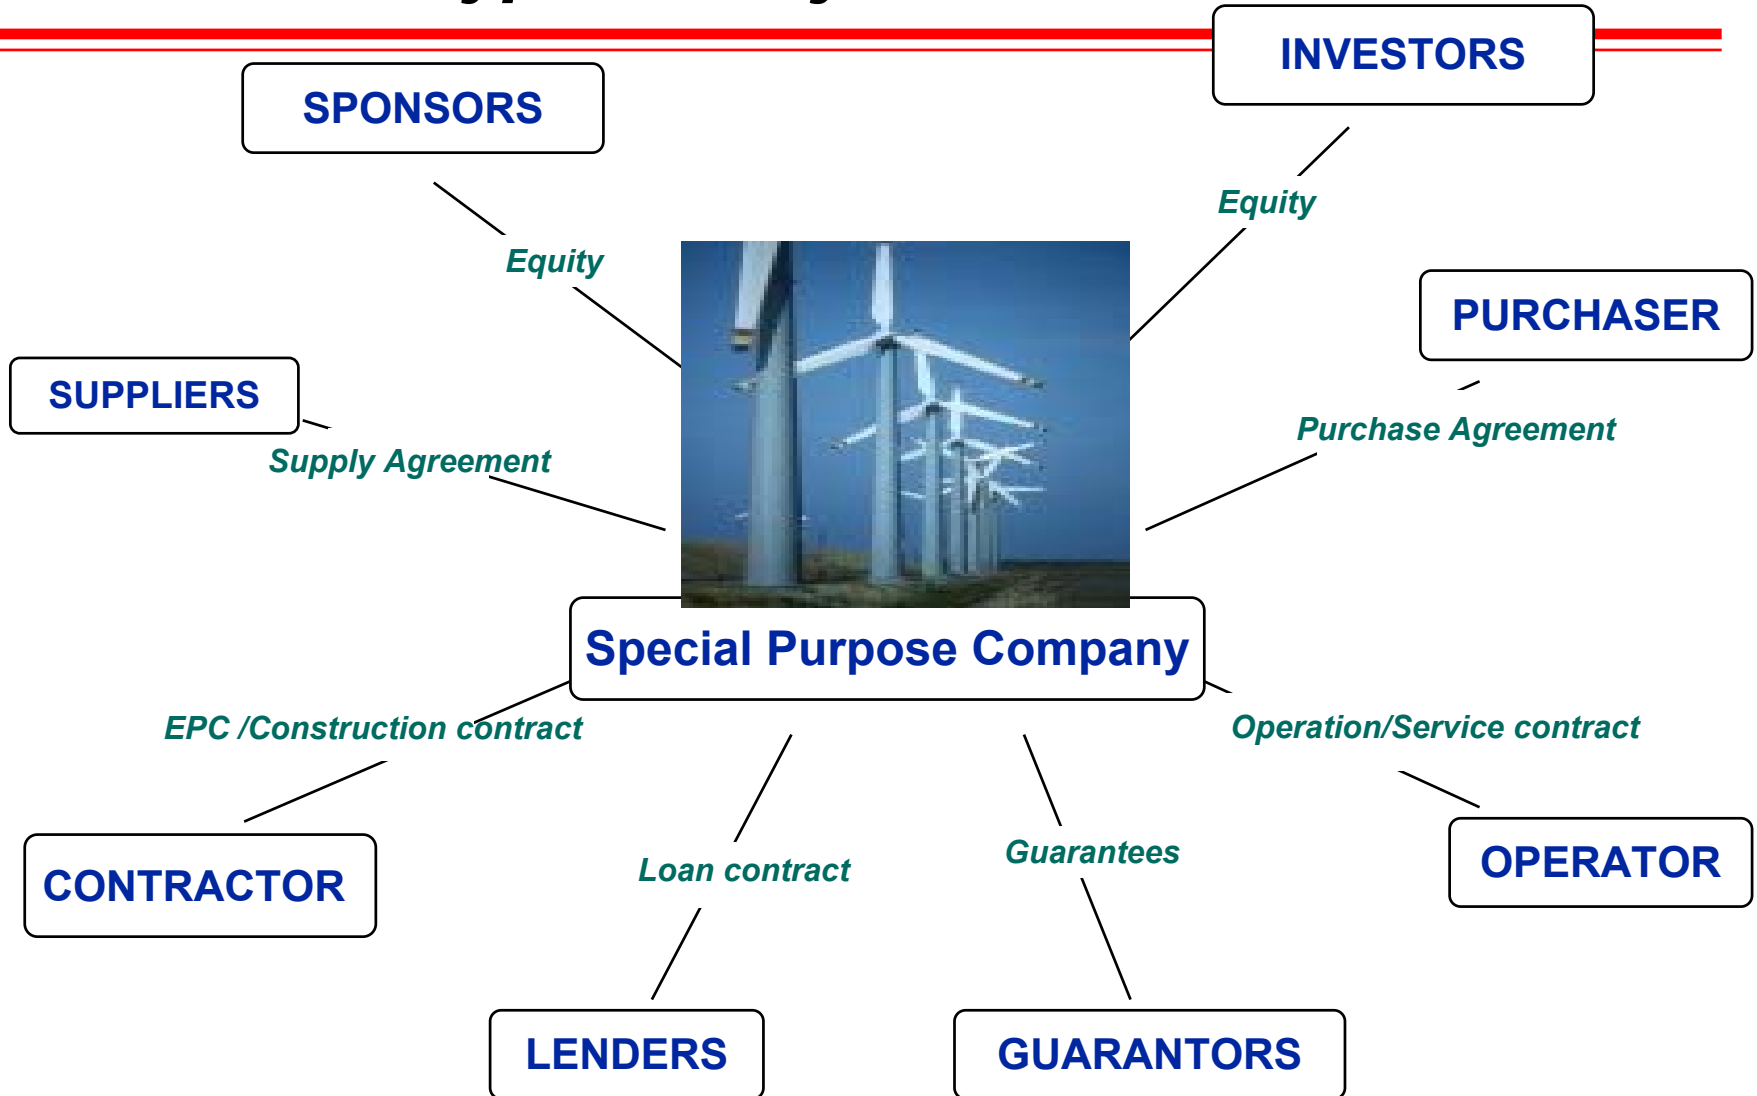 INVESTORS
SPONSORS
Equity
Equity
PURCHASER
SUPPLIERS
Purchase Agreement
Supply Agreement
Special Purpose Company
EPC /Construction contract
Operation/Service contract
Guarantees
Loan contract
OPERATOR
CONTRACTOR
LENDERS
GUARANTORS